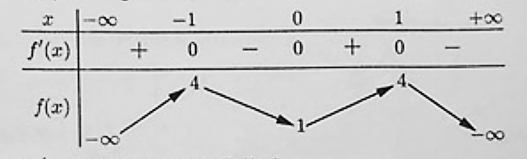 x −∞ −1 0 1 +∞
f′(x) + 0 − 0 + 0 −
4 4
f(x)
1
−∞ −∞